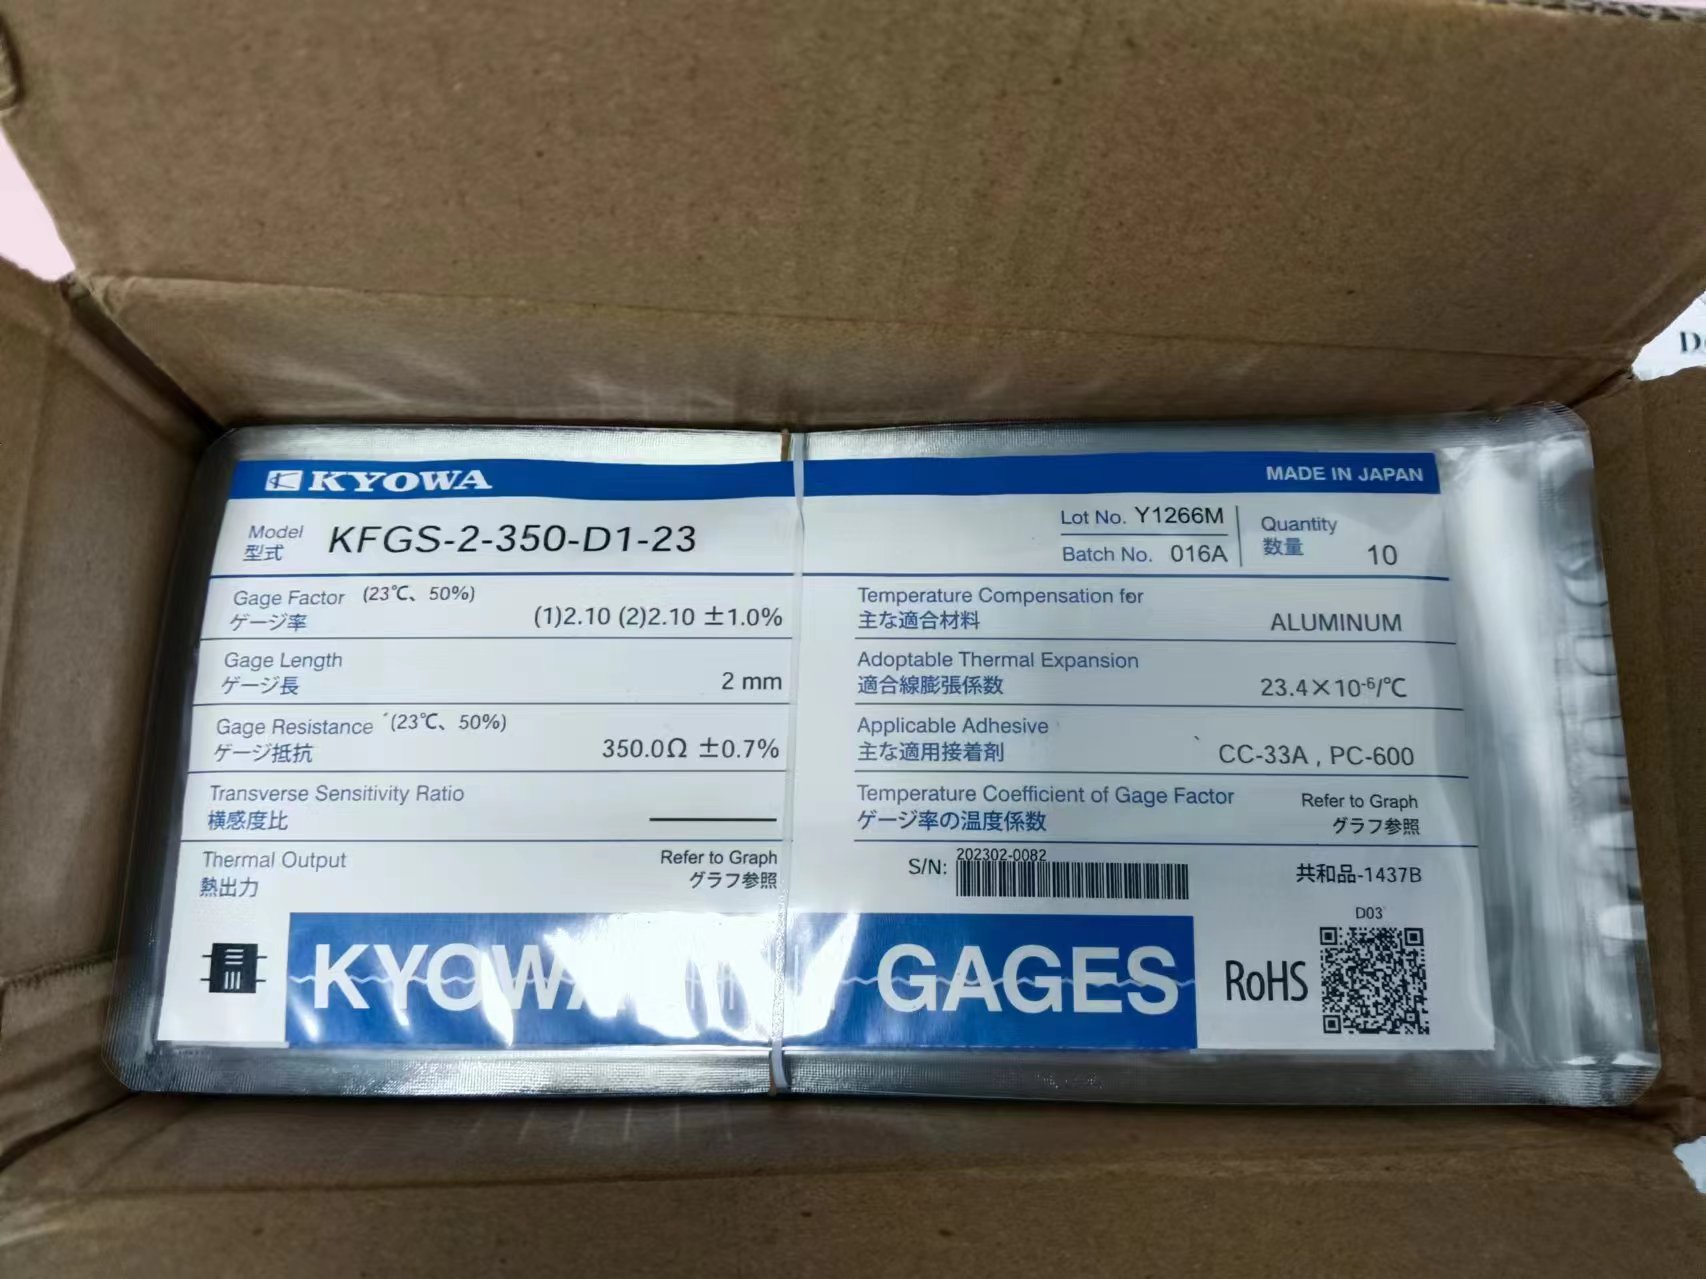 KYOWA
MADE IN JAPAN
Model
型式
KFGS-2-350-D1-23
Lot No. Y1266M
Batch No. 016A
Quantity
数量
10
Gage Factor (23℃、50%)
ゲージ率
(1)2.10 (2)2.10 ±1.0%
Gage Length
ゲージ長
2 mm
Gage Resistance (23℃、50%)
ゲージ抵抗
350.0Ω ±0.7%
Transverse Sensitivity Ratio
横感度比
Thermal Output
熱出力
Refer to Graph
グラフ参照
Temperature Compensation for
主な適合材料
ALUMINUM
Adoptable Thermal Expansion
適合線膨張係数
23.4×10-6/℃
Applicable Adhesive
主な適用接着剤
CC-33A , PC-600
Temperature Coefficient of Gage Factor
ゲージ率の温度係数
Refer to Graph
グラフ参照
S/N:
202302-0082
共和品-1437B
D03
KYOWA GAGES
RoHS